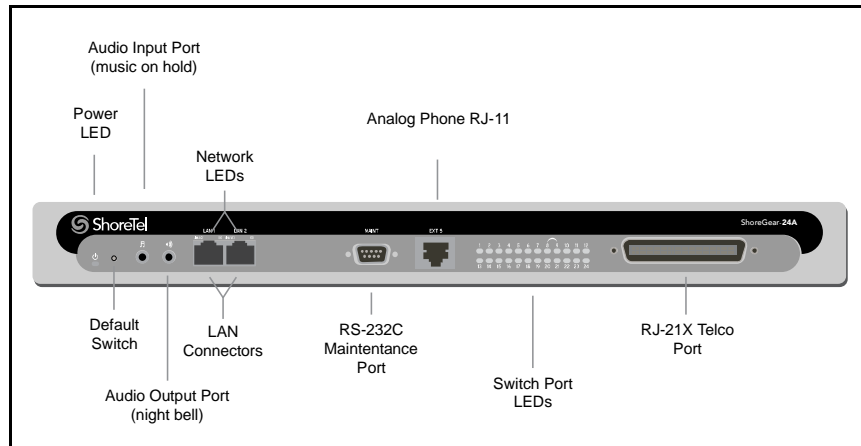 Audio Input Port
(music on hold)
Power
LED
Analog Phone RJ-11
Network
LEDs
ShoreTel
ShoreGear-24A
LAN 1
LAN 2
MAINT
EXT 5
1 2 3 4 5 6 7 8 9 10 11 12
13 14 15 16 17 18 19 20 21 22 23 24
Default
Switch
LAN
Connectors
RS-232C
Maintentance
Port
RJ-21X Telco
Port
Switch Port
LEDs
Audio Output Port
(night bell)